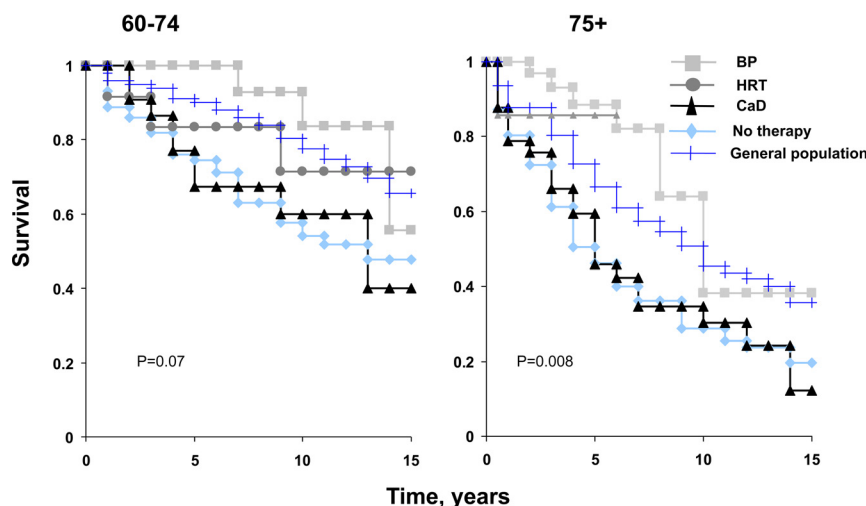 60-74
75+
Survival
1
0.8
0.6
0.4
0.2
0
P=0.07
0
5
10
15
1
0.8
0.6
0.4
0.2
0
P=0.008
0
5
10
15
BP
HRT
CaD
No therapy
General population
Time, years